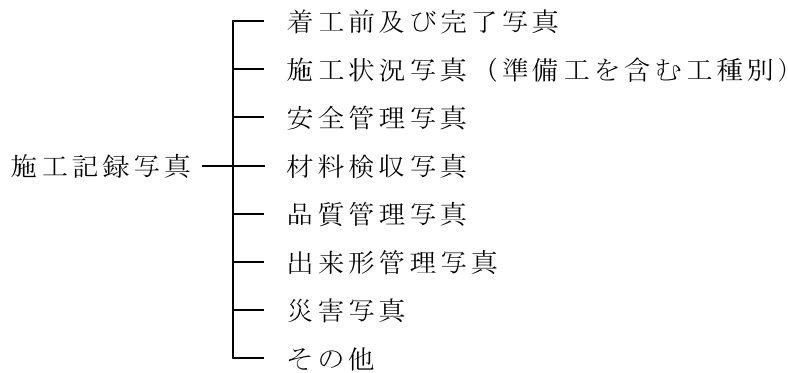 施工記録写真
着工前及び完了写真
施工状況写真（準備工を含む工種別）
安全管理写真
材料検収写真
品質管理写真
出来形管理写真
災害写真
その他